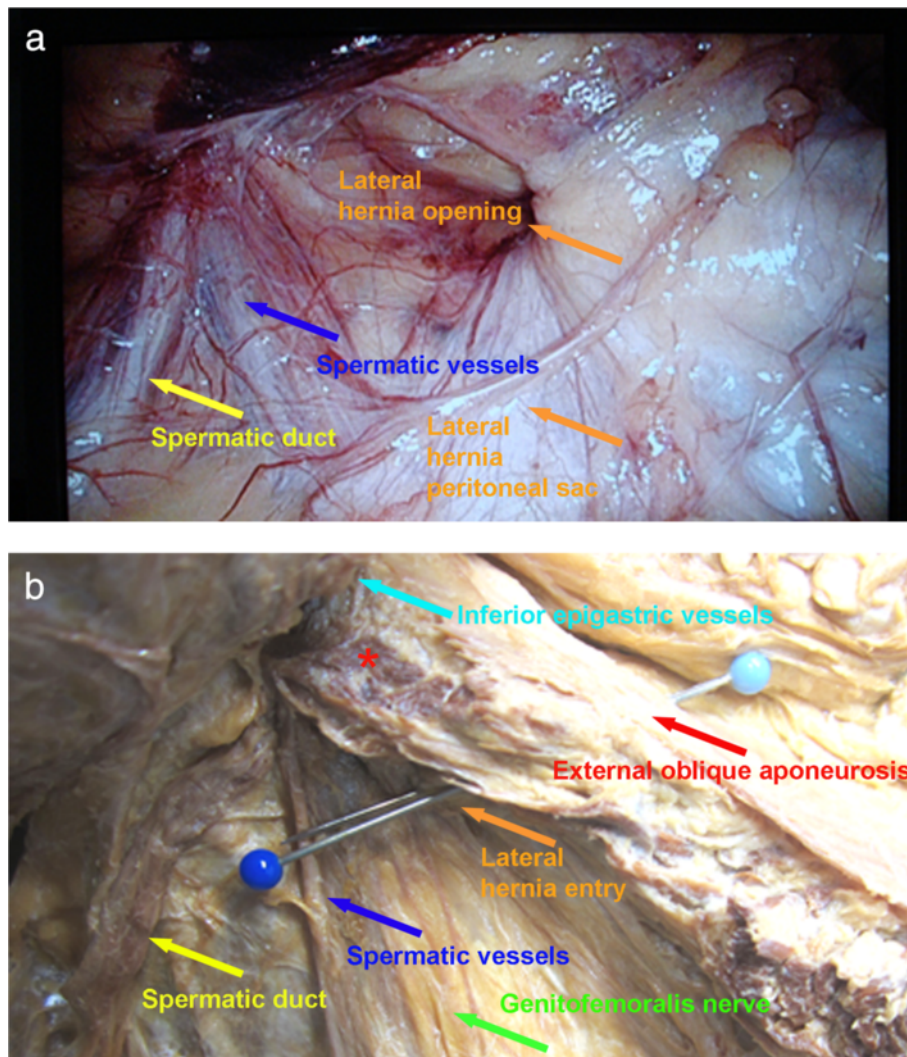 a
Lateral
hernia opening
Spermatic vessels
Spermatic duct
Lateral
hernia
peritoneal sac
b
Inferior epigastric vessels
*
External oblique aponeurosis
Lateral
hernia entry
Spermatic vessels
Spermatic duct
Genitofemoralis nerve